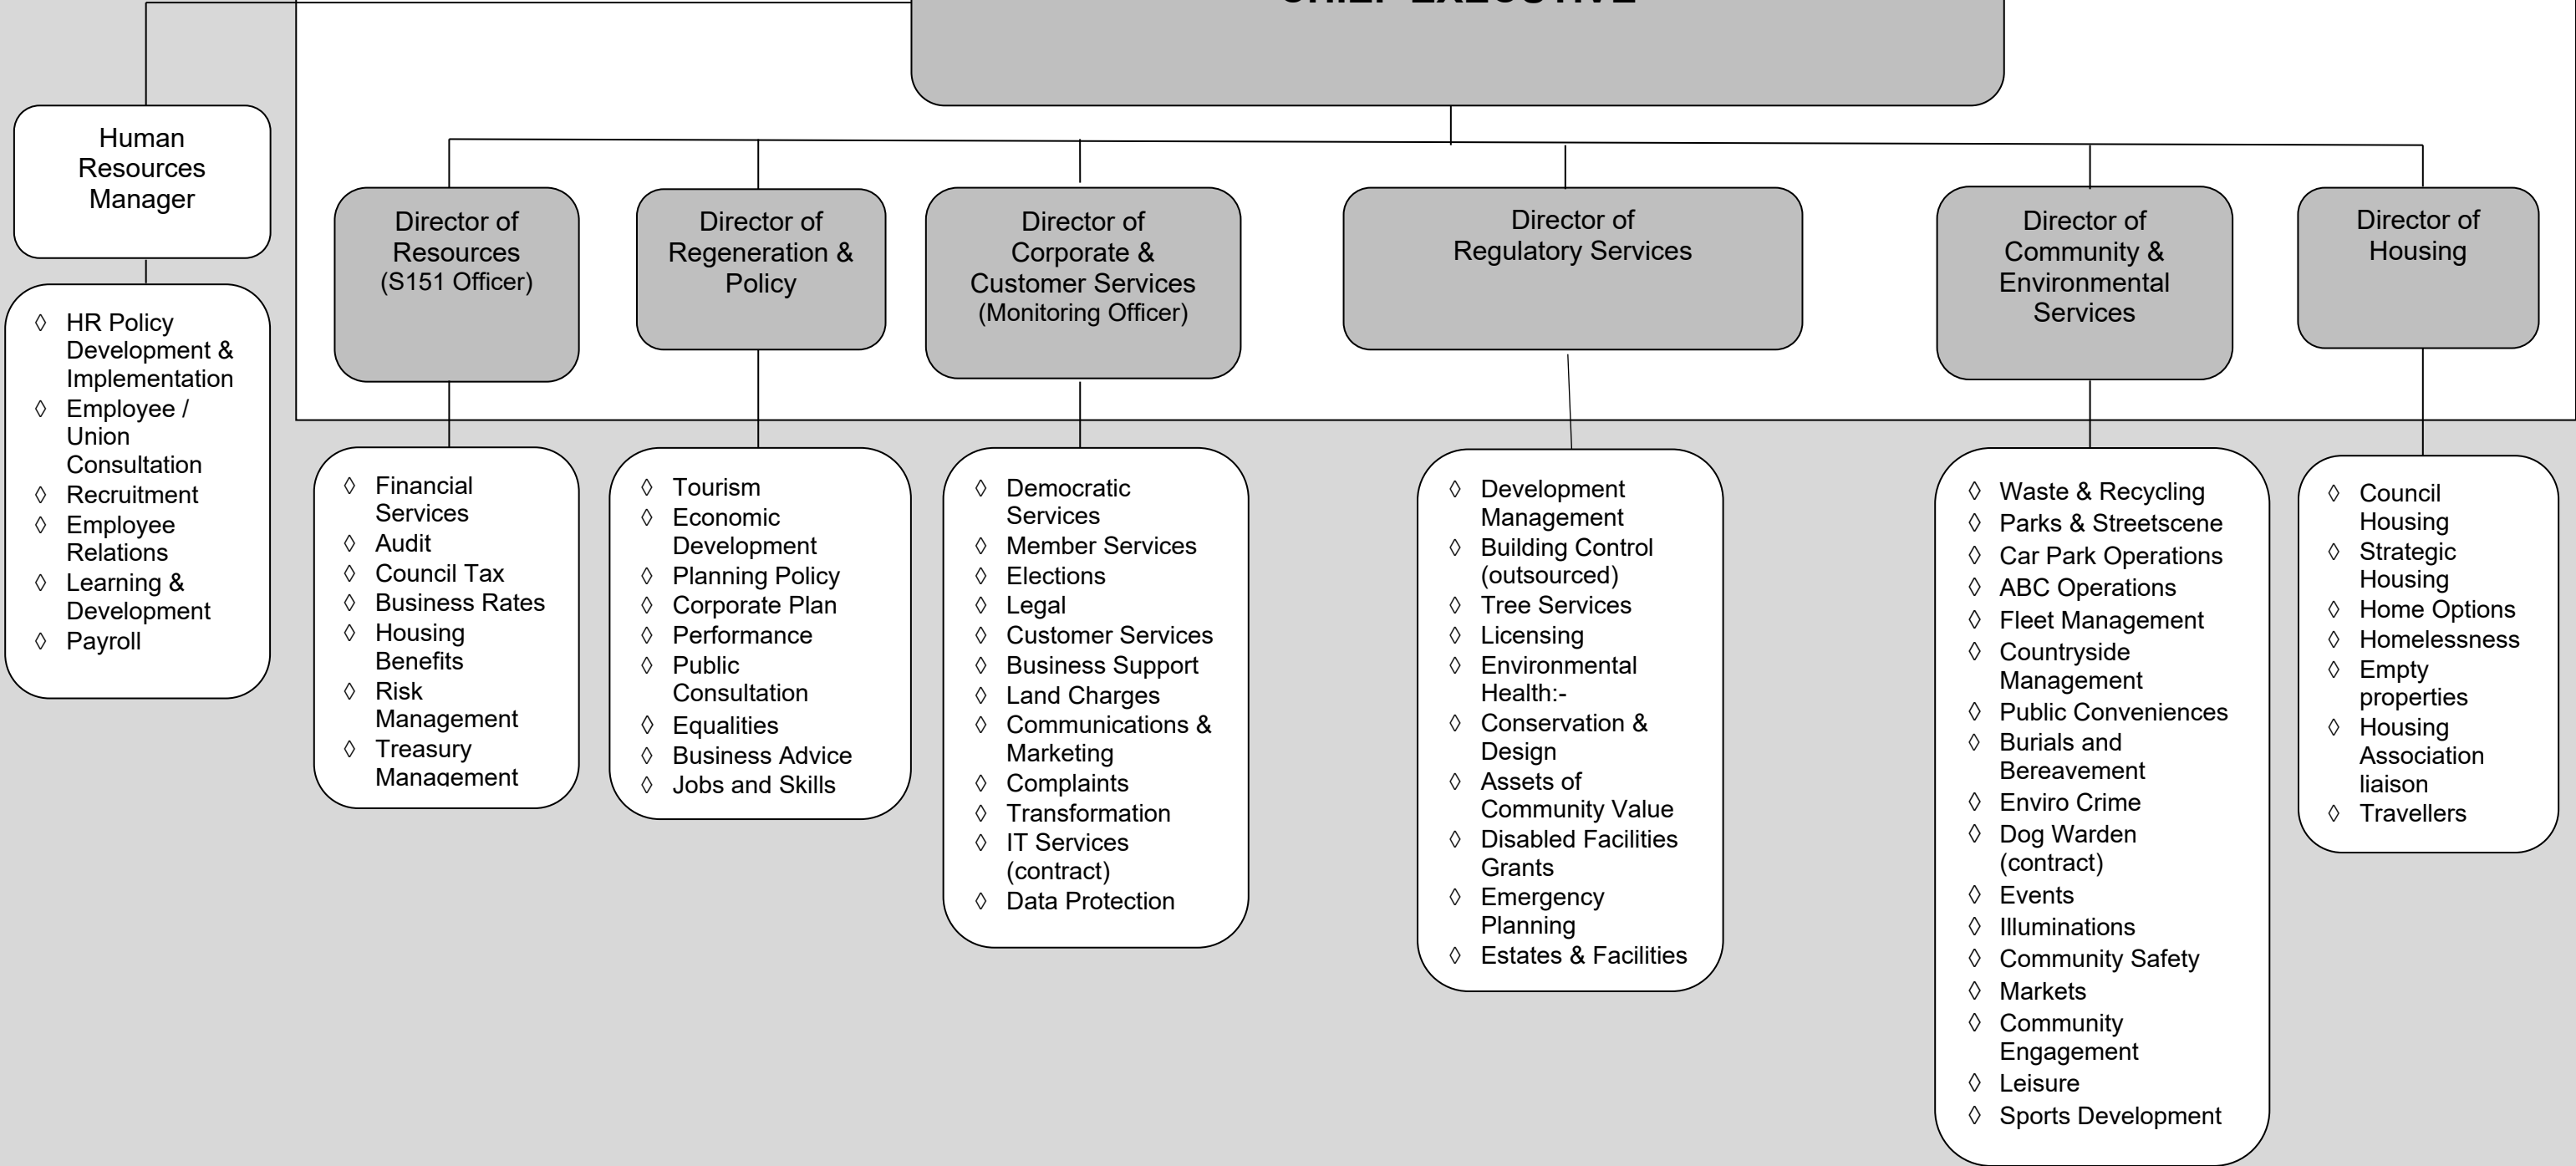 CHIEF EXECUTIVE
Human
Resources
Manager
◊ HR Policy
Development &
Implementation
◊ Employee /
Union
Consultation
◊ Recruitment
◊ Employee
Relations
◊ Learning &
Development
◊ Payroll
Director of
Resources
(S151 Officer)
◊ Financial
Services
◊ Audit
◊ Council Tax
◊ Business Rates
◊ Housing
Benefits
◊ Risk
Management
◊ Treasury
Management
Director of
Regeneration &
Policy
◊ Tourism
◊ Economic
Development
◊ Planning Policy
◊ Corporate Plan
◊ Performance
◊ Public
Consultation
◊ Equalities
◊ Business Advice
◊ Jobs and Skills
Director of
Corporate &
Customer Services
(Monitoring Officer)
◊ Democratic
Services
◊ Member Services
◊ Elections
◊ Legal
◊ Customer Services
◊ Business Support
◊ Land Charges
◊ Communications &
Marketing
◊ Complaints
◊ Transformation
◊ IT Services
(contract)
◊ Data Protection
Director of
Regulatory Services
◊ Development
Management
◊ Building Control
(outsourced)
◊ Tree Services
◊ Licensing
◊ Environmental
Health:-
◊ Conservation &
Design
◊ Assets of
Community Value
◊ Disabled Facilities
Grants
◊ Emergency
Planning
◊ Estates & Facilities
Director of
Community &
Environmental
Services
◊ Waste & Recycling
◊ Parks & Streetscene
◊ Car Park Operations
◊ ABC Operations
◊ Fleet Management
◊ Countryside
Management
◊ Public Conveniences
◊ Burials and
Bereavement
◊ Enviro Crime
◊ Dog Warden
(contract)
◊ Events
◊ Illuminations
◊ Community Safety
◊ Markets
◊ Community
Engagement
◊ Leisure
◊ Sports Development
Director of
Housing
◊ Council
Housing
◊ Strategic
Housing
◊ Home Options
◊ Homelessness
◊ Empty
properties
◊ Housing
Association
liaison
◊ Travellers